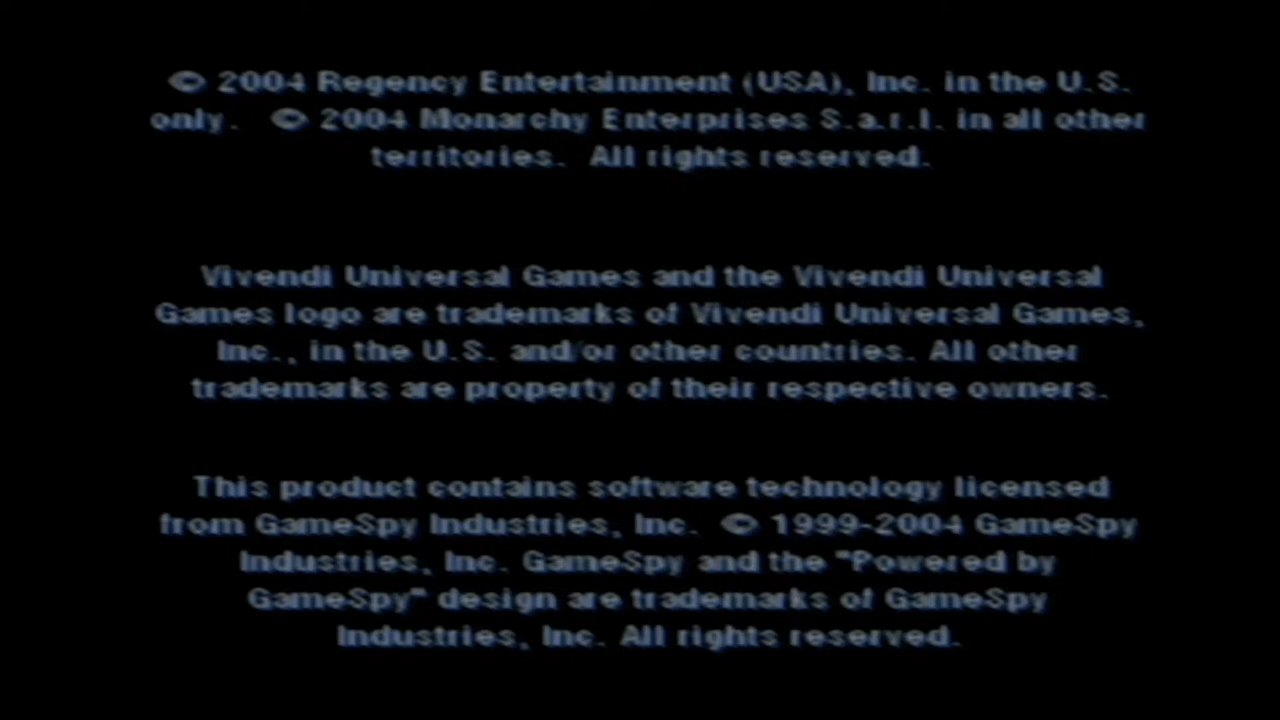 © 2004 Regency Entertainment (USA), Inc. in the U.S.
only. © 2004 Monarchy Enterprises S.a.r.l. in all other
territories. All rights reserved.
Vivendi Universal Games and the Vivendi Universal
Games logo are trademarks of Vivendi Universal Games,
Inc., in the U.S. and/or other countries. All other
trademarks are property of their respective owners.
This product contains software technology licensed
from GameSpy Industries, Inc. © 1999-2004 GameSpy
Industries, Inc. GameSpy and the "Powered by
GameSpy" design are trademarks of GameSpy
Industries, Inc. All rights reserved.